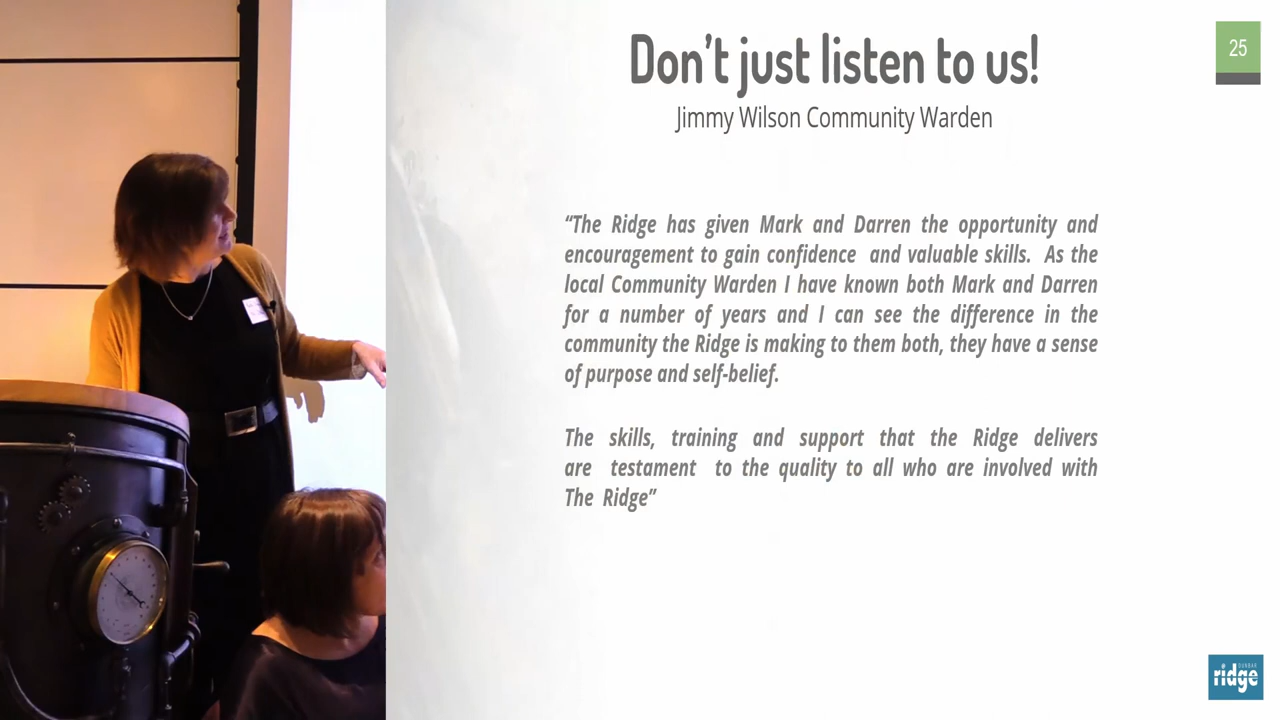 Don't just listen to us!
25
Jimmy Wilson Community Warden
“The Ridge has given Mark and Darren the opportunity and
encouragement to gain confidence  and valuable skills.  As the
local Community Warden I have known both Mark and Darren
for a number of years and I can see the difference in the
community the Ridge is making to them both, they have a sense
of purpose and self-belief.
The skills, training and support that the Ridge delivers
are  testament  to the quality to all who are involved with
The  Ridge”
DUNBAR
ridge